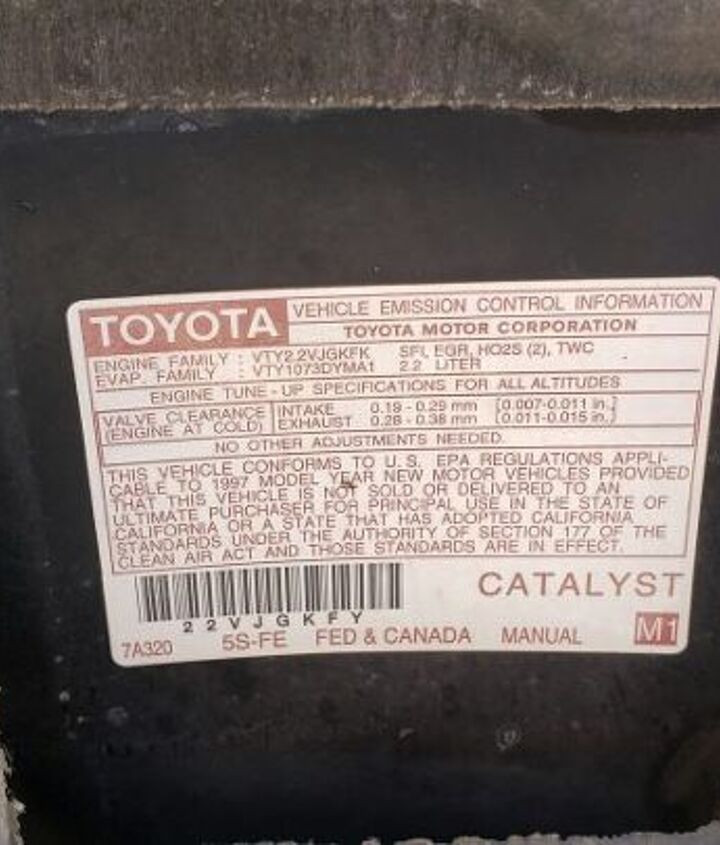 TOYOTA VEHICLE EMISSION CONTROL INFORMATION
TOYOTA MOTOR CORPORATION
ENGINE FAMILY : VTY2.2VJGKFK SFI, EGR, HO2S (2), TWC
EVAP. FAMILY : VTY1073DYMA1 2.2 LITER
ENGINE TUNE-UP SPECIFICATIONS FOR ALL ALTITUDES
VALVE CLEARANCE INTAKE 0.19 - 0.29 mm [0.007-0.011 in.]
(ENGINE AT COLD) EXHAUST 0.28 - 0.38 mm [0.011-0.015 in.]
NO OTHER ADJUSTMENTS NEEDED.
THIS VEHICLE CONFORMS TO U.S. EPA REGULATIONS APPLI-
CABLE TO 1997 MODEL YEAR NEW MOTOR VEHICLES PROVIDED
THAT THIS VEHICLE IS NOT SOLD OR DELIVERED TO AN
ULTIMATE PURCHASER FOR PRINCIPAL USE IN THE STATE OF
CALIFORNIA OR A STATE THAT HAS ADOPTED CALIFORNIA
STANDARDS UNDER THE AUTHORITY OF SECTION 177 OF THE
CLEAN AIR ACT AND THOSE STANDARDS ARE IN EFFECT.
CATALYST
22VJGKFY
7A320 5S-FE FED & CANADA MANUAL M1